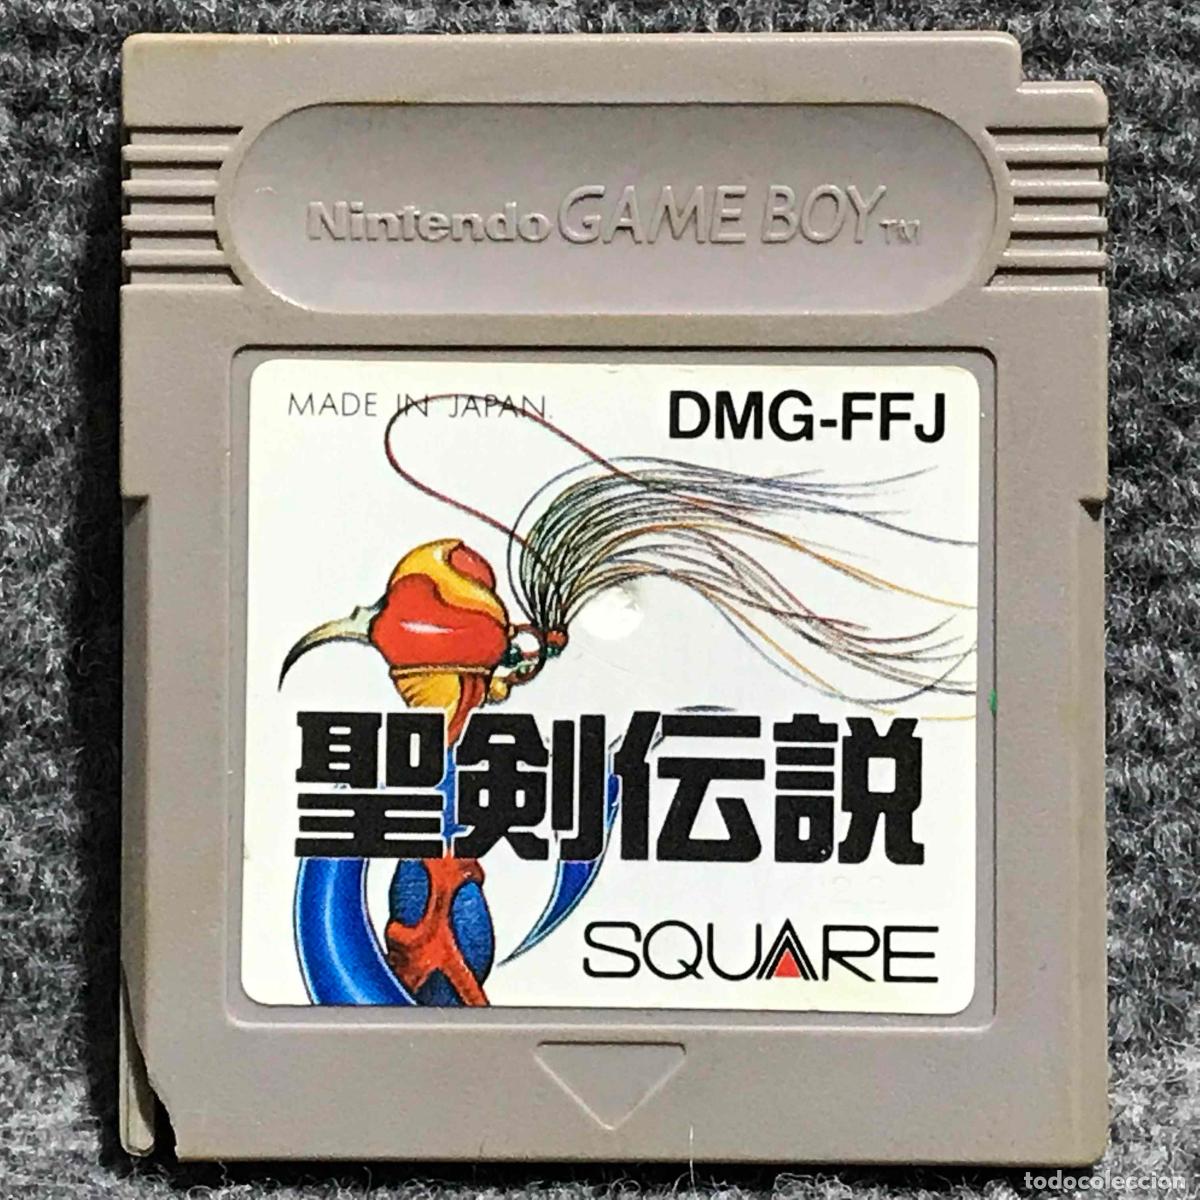 Nintendo GAME BOY TM
MADE IN JAPAN.
DMG-FFJ
聖剣伝説
SQUARE
todocoleccion